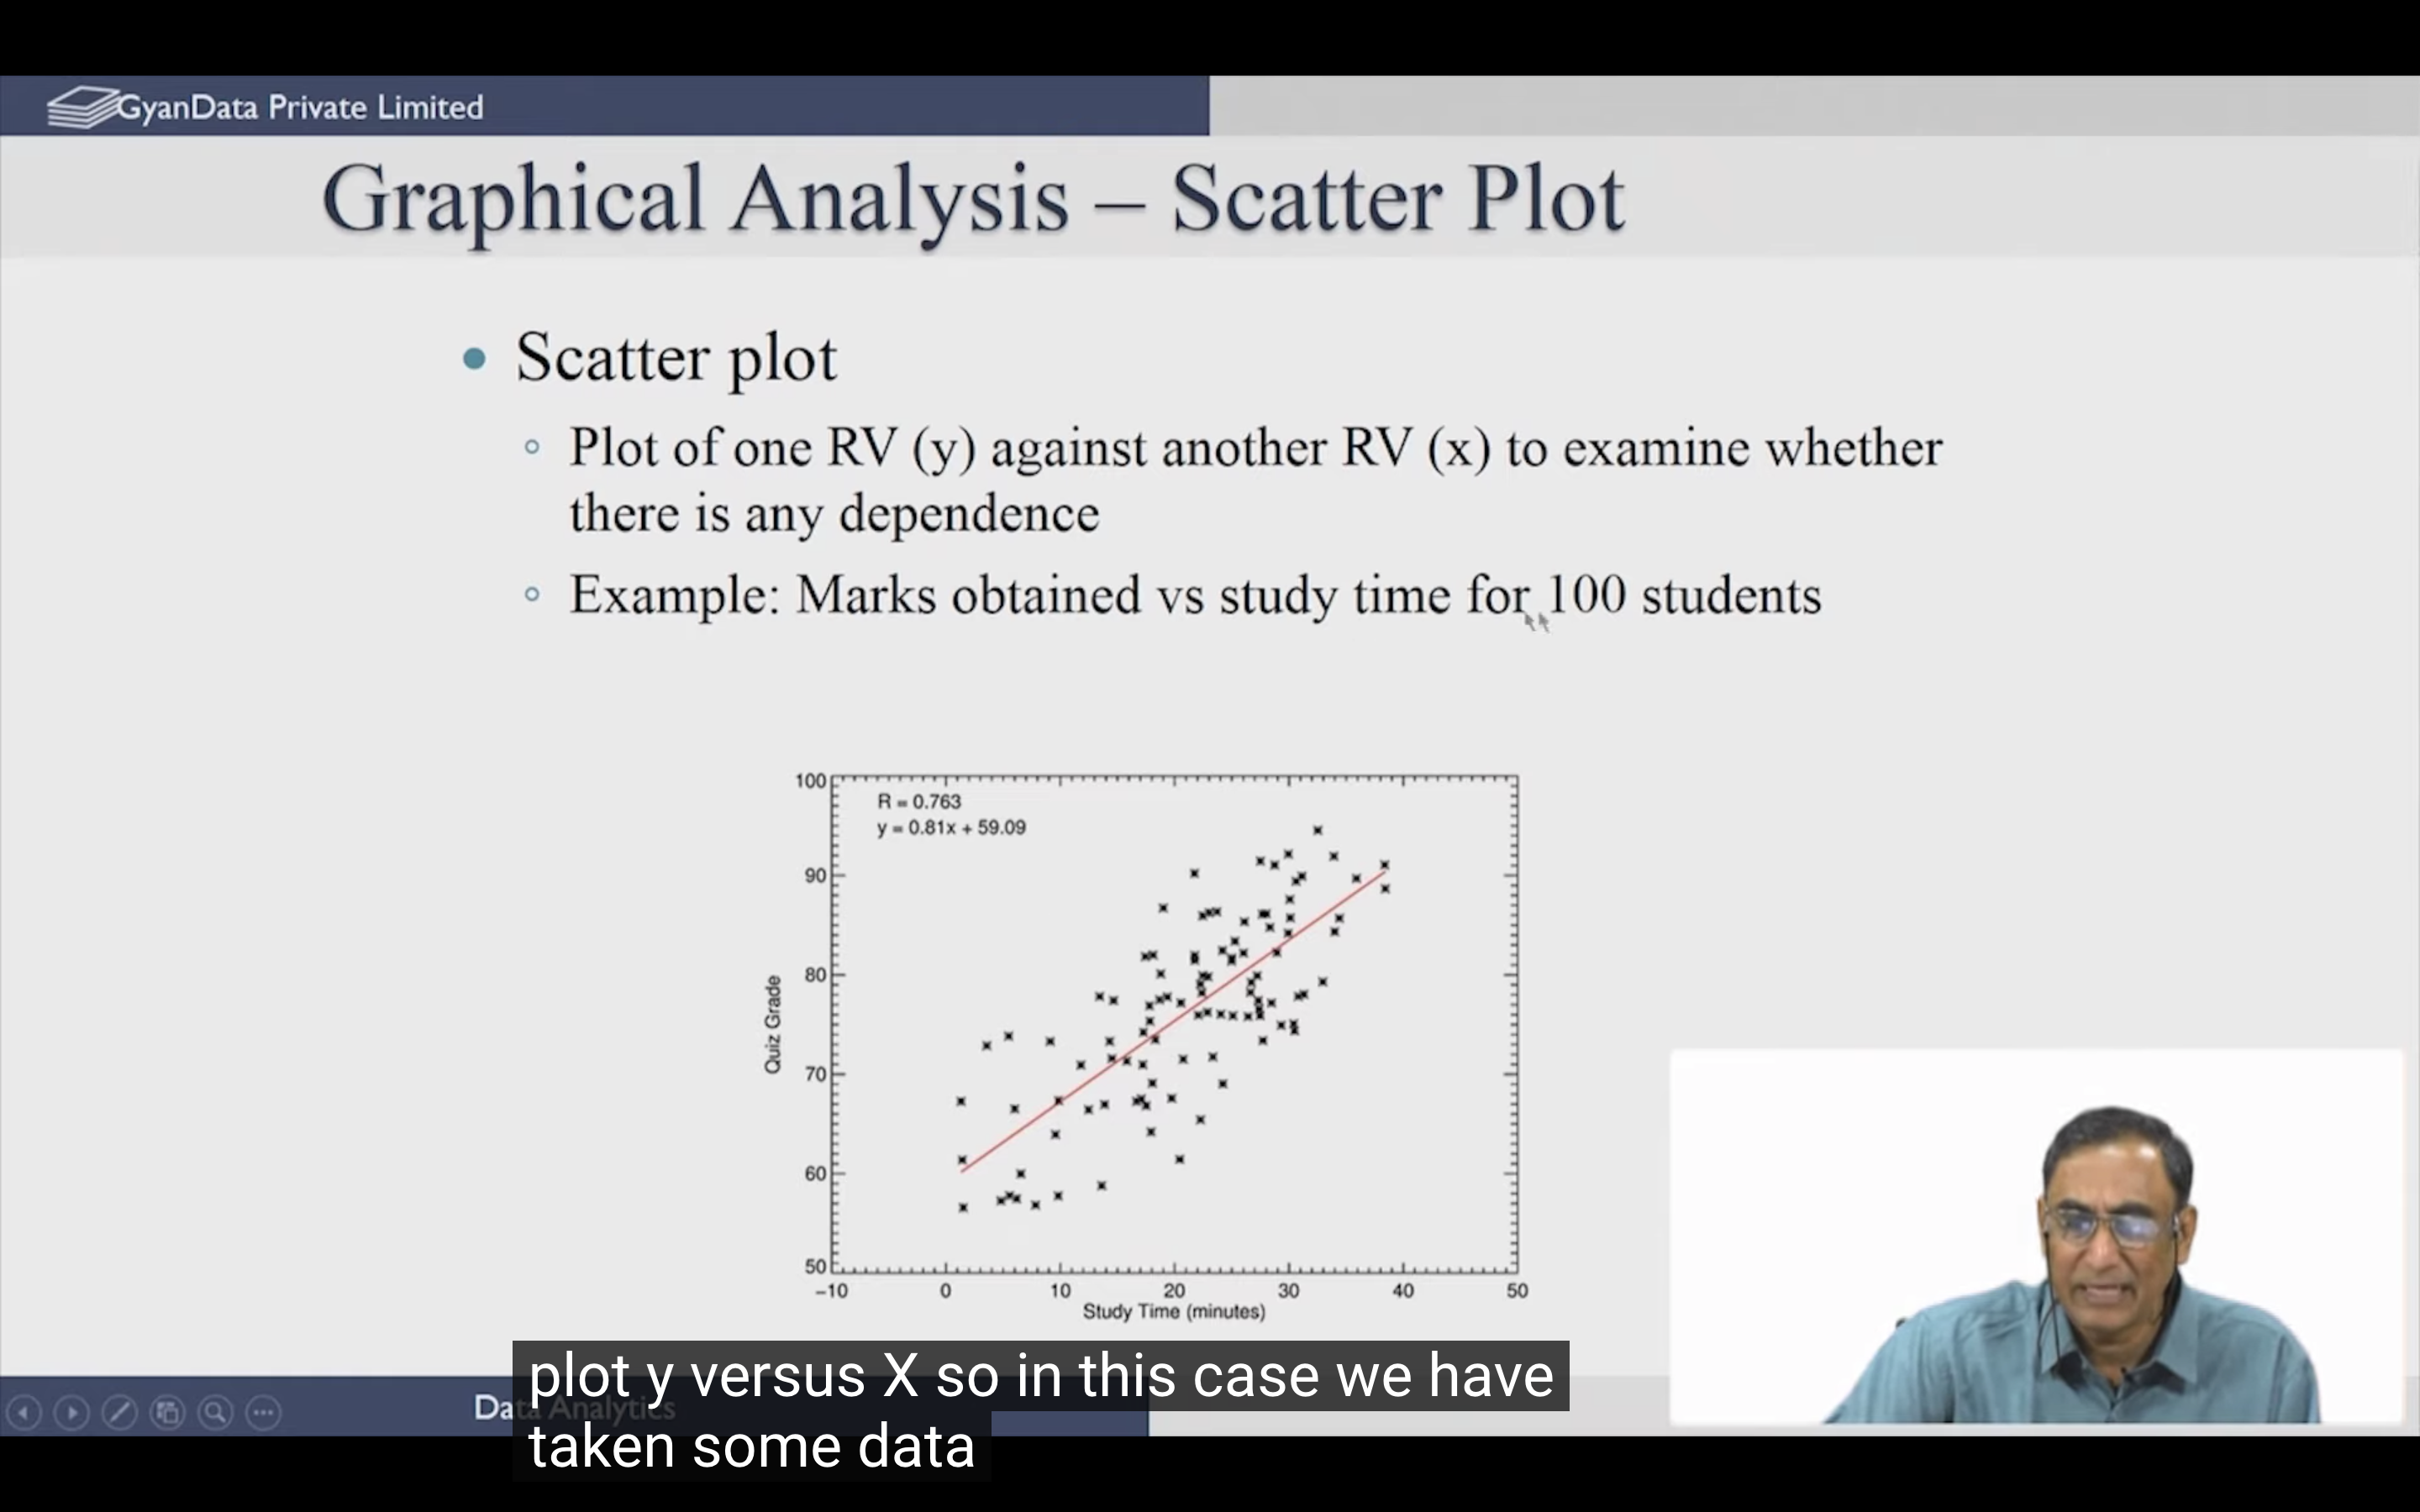 GyanData Private Limited
Graphical Analysis – Scatter Plot
Scatter plot
Plot of one RV (y) against another RV (x) to examine whether
there is any dependence
Example: Marks obtained vs study time for 100 students
R = 0.763
y = 0.81x + 59.09
100
90
80
70
60
50
Quiz Grade
−10 0 10 20 30 40 50
Study Time (minutes)
Data Analytics
plot y versus X so in this case we have
taken some data